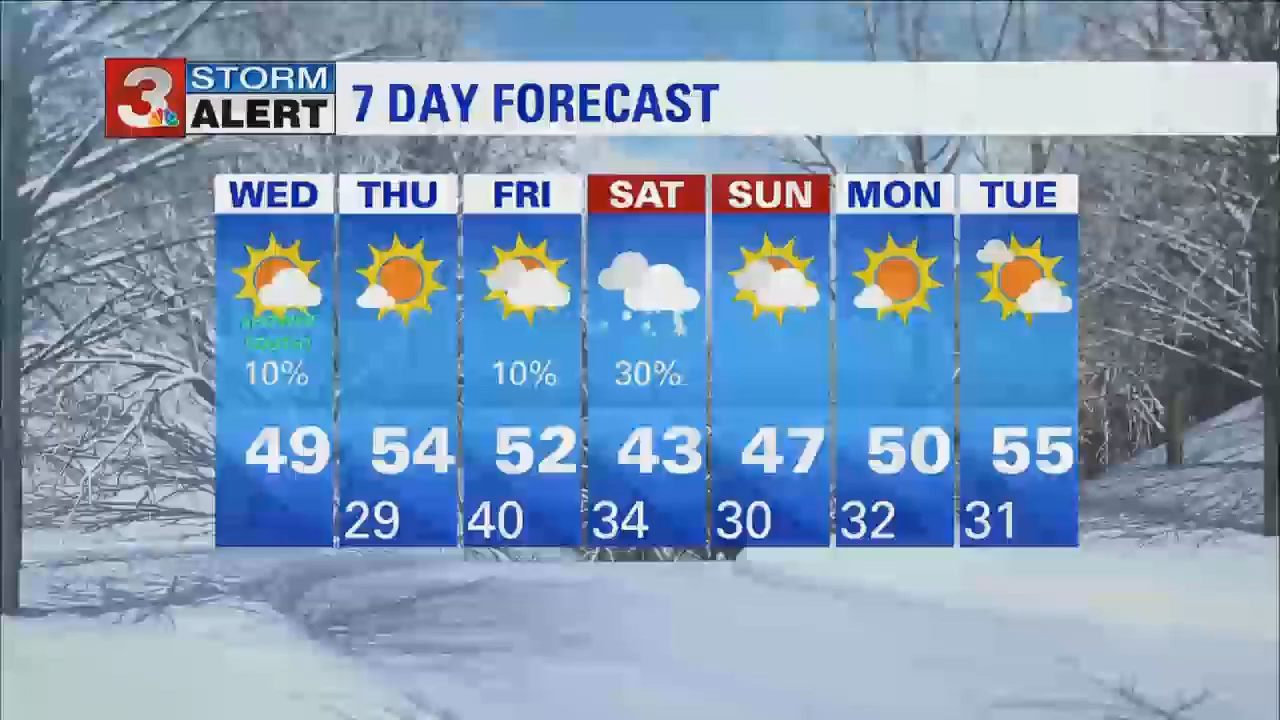 3 STORM
ALERT
7 DAY FORECAST
WED THU FRI SAT SUN MON TUE
10% 10% 30%
49 54 52 43 47 50 55
29 40 34 30 32 31